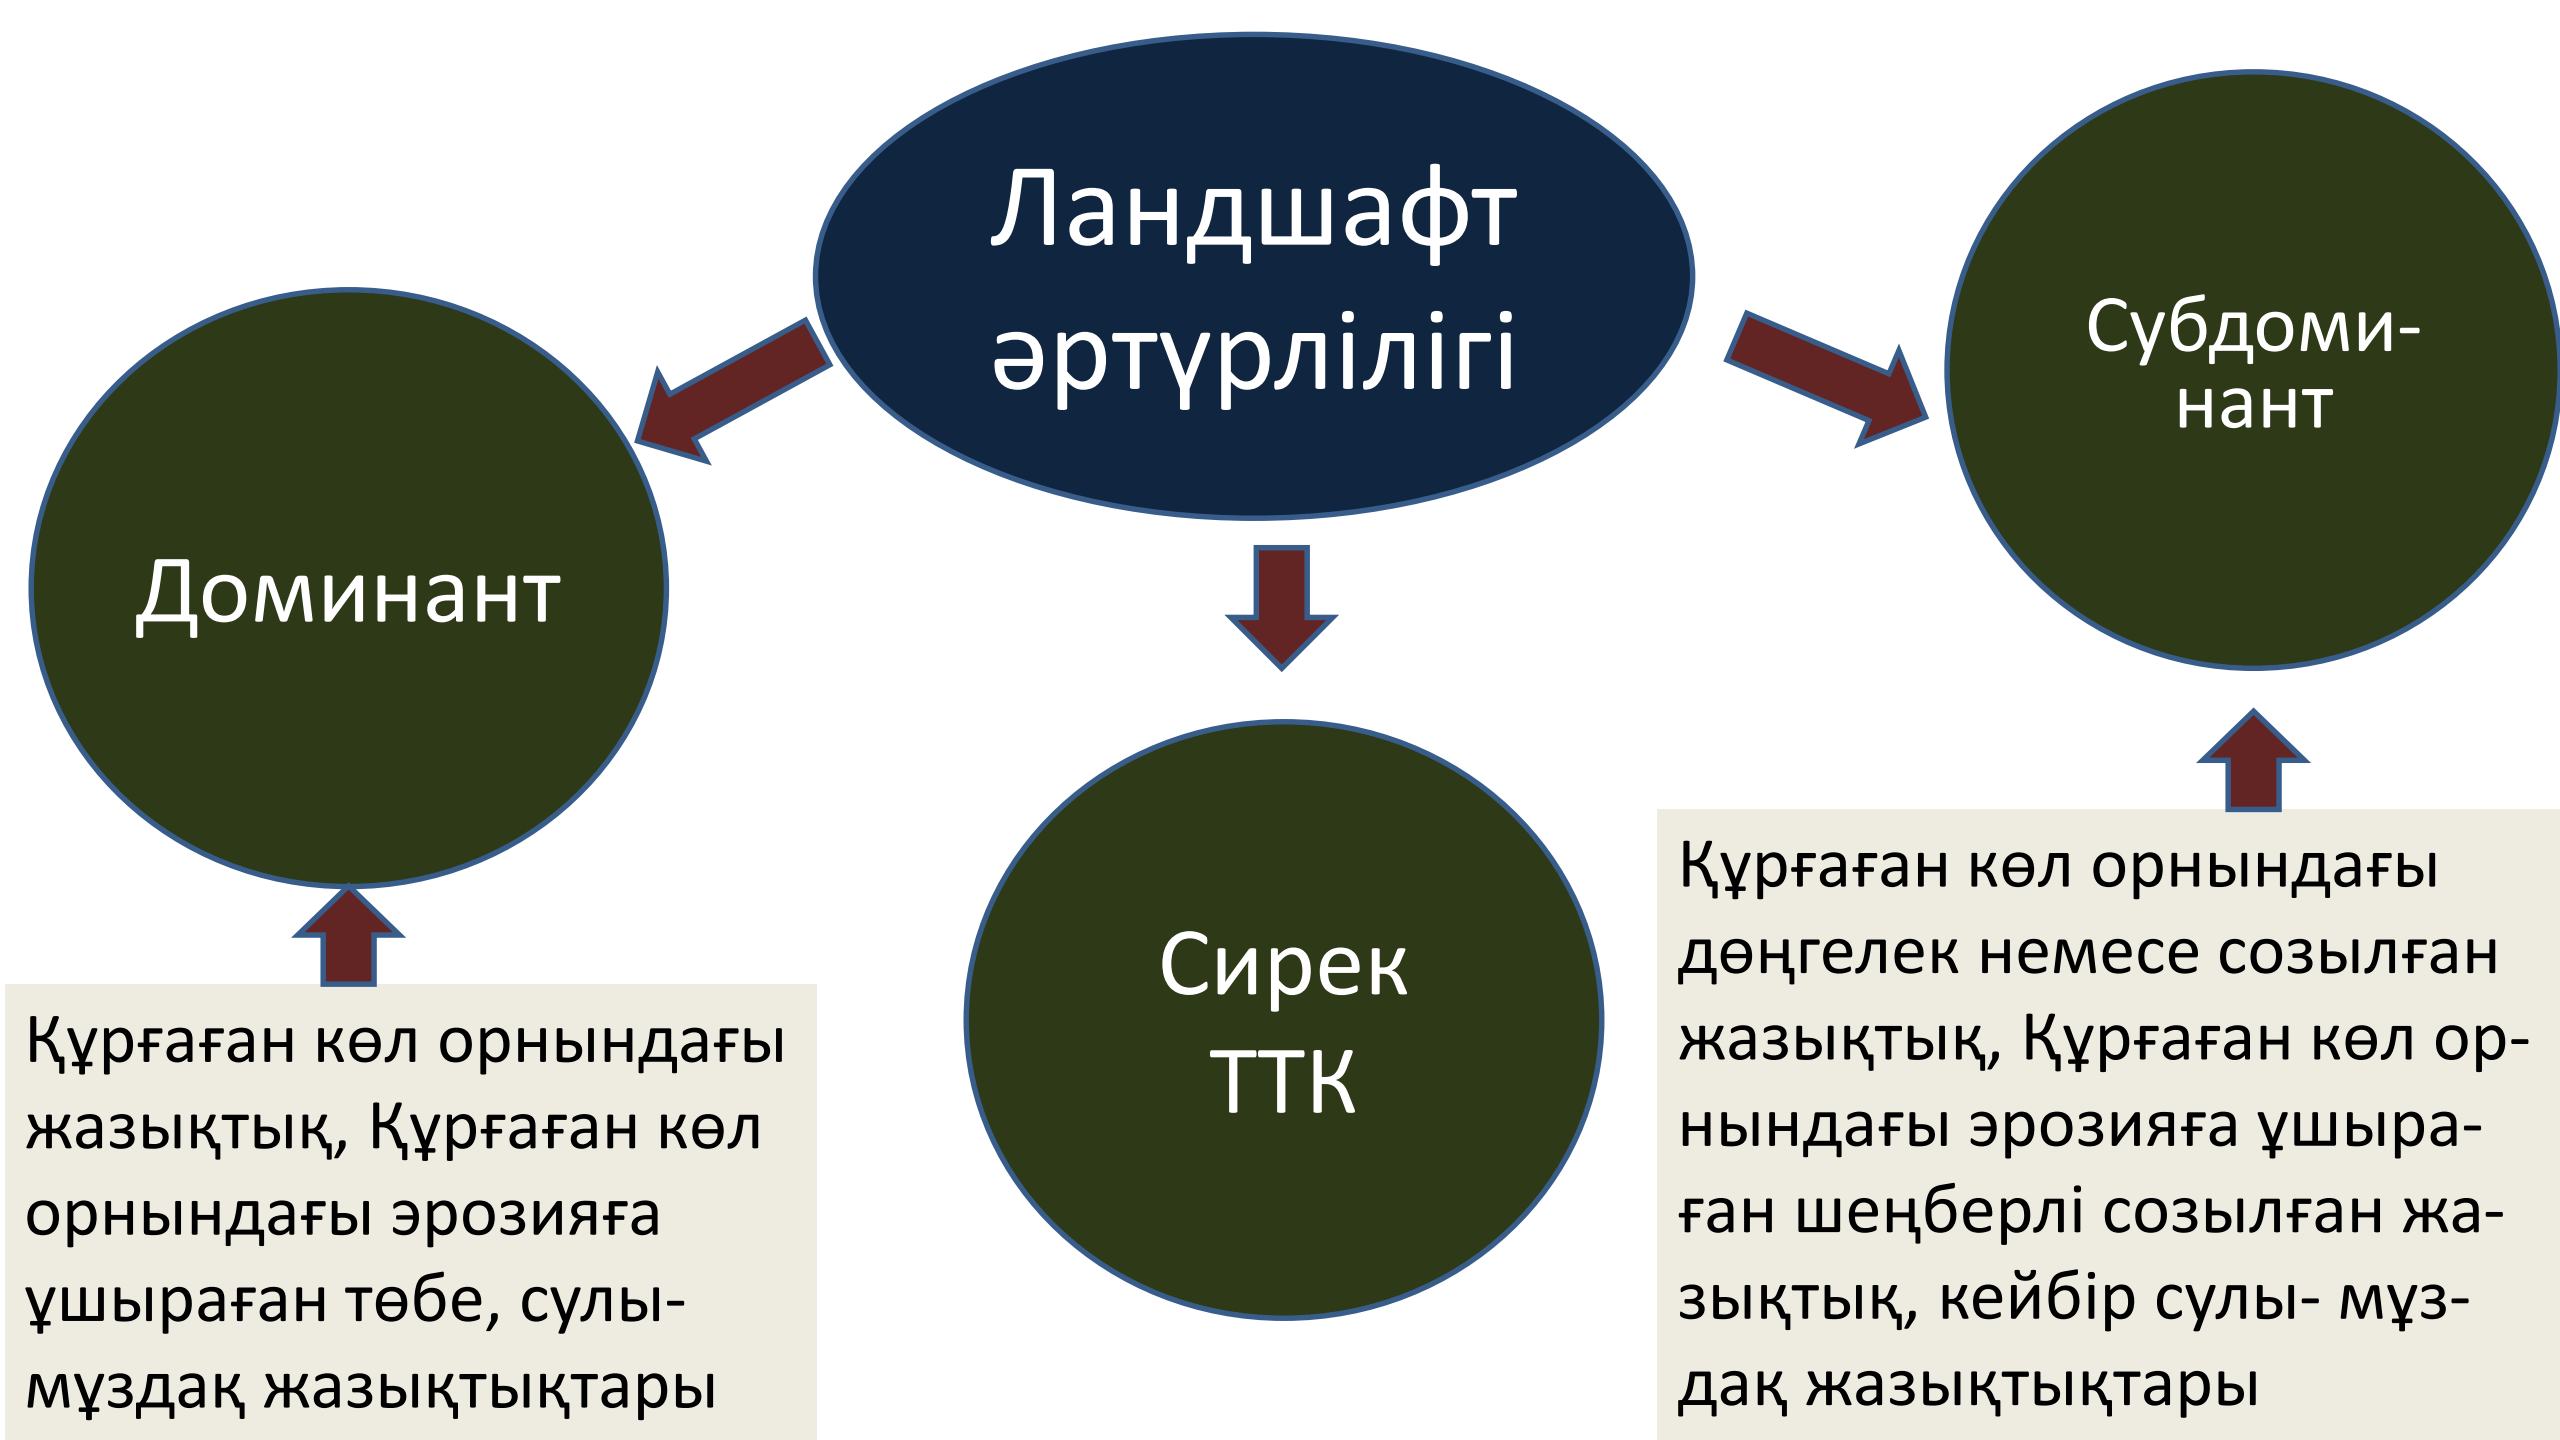 Ландшафт
әртүрлілігі
Субдоми-
нант
Доминант
Сирек
ТТК
Құрғаған көл орнындағы
жазықтық, Құрғаған көл
орнындағы эрозияға
ұшыраған төбе, сулы-
мұздақ жазықтықтары
Құрғаған көл орнындағы
дөңгелек немесе созылған
жазықтық, Құрғаған көл ор-
нындағы эрозияға ұшыра-
ған шеңберлі созылған жа-
зықтық, кейбір сулы- мұз-
дақ жазықтықтары